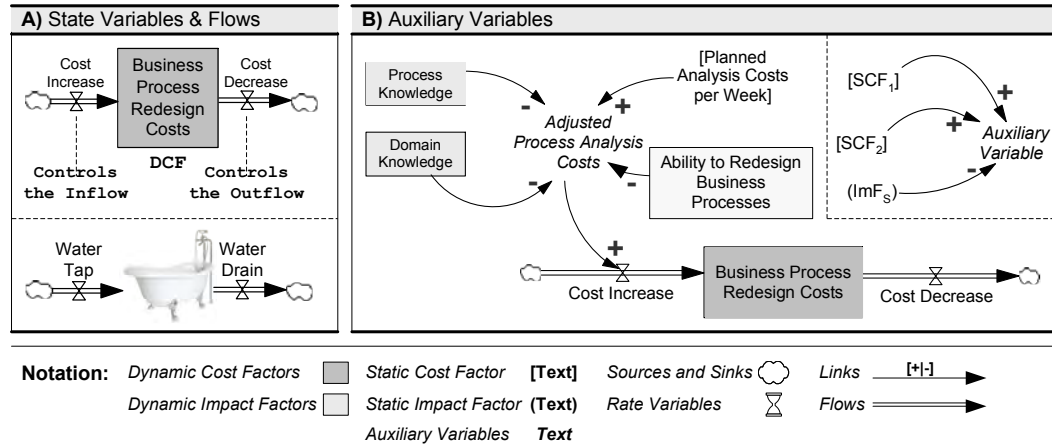 A) State Variables & Flows
Cost
Increase
Business
Process
Redesign
Costs
Cost
Decrease
DCF
Controls
the Inflow
Controls
the Outflow
Water
Tap
Water
Drain
B) Auxiliary Variables
Process
Knowledge
[Planned
Analysis Costs
per Week]
-
+
Adjusted
Process Analysis
Costs
Domain
Knowledge
-
-
Ability to Redesign
Business
Processes
+
Cost Increase
Business Process
Redesign Costs
Cost Decrease
[SCF1]
+
[SCF2]
+
Auxiliary
Variable
-
(ImFS)
Notation:
Dynamic Cost Factors
Static Cost Factor [Text]
Sources and Sinks
Links [+|-]
Dynamic Impact Factors
Static Impact Factor (Text)
Rate Variables
Flows
Auxiliary Variables Text